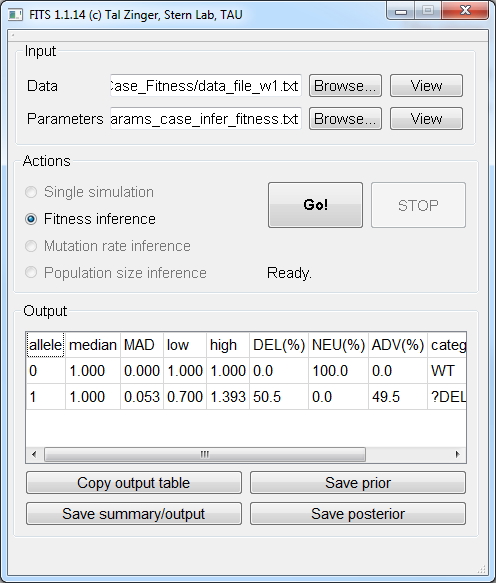 FITS 1.1.14 (c) Tal Zinger, Stern Lab, TAU
Input
Data Case_Fitness/data_file_w1.txt Browse... View
Parameters arams_case_infer_fitness.txt Browse... View
Actions
Single simulation
Fitness inference
Mutation rate inference
Population size inference
Go! STOP
Ready.
Output
allele median MAD low high DEL(%) NEU(%) ADV(%) categ
0 1.000 0.000 1.000 1.000 0.0 100.0 0.0 WT
1 1.000 0.053 0.700 1.393 50.5 0.0 49.5 ?DEL
Copy output table Save prior
Save summary/output Save posterior